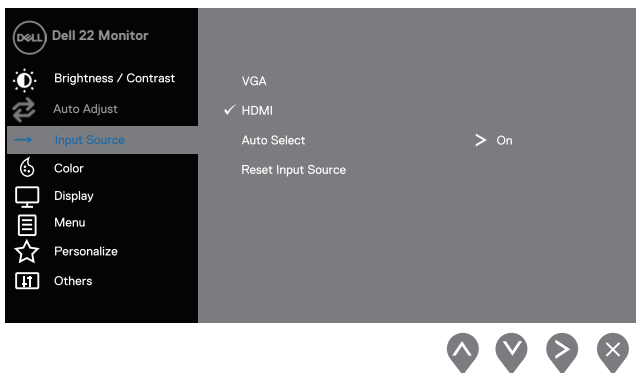 DELL Dell 22 Monitor
Brightness / Contrast
Auto Adjust
Input Source
Color
Display
Menu
Personalize
Others
VGA
HDMI
Auto Select > On
Reset Input Source